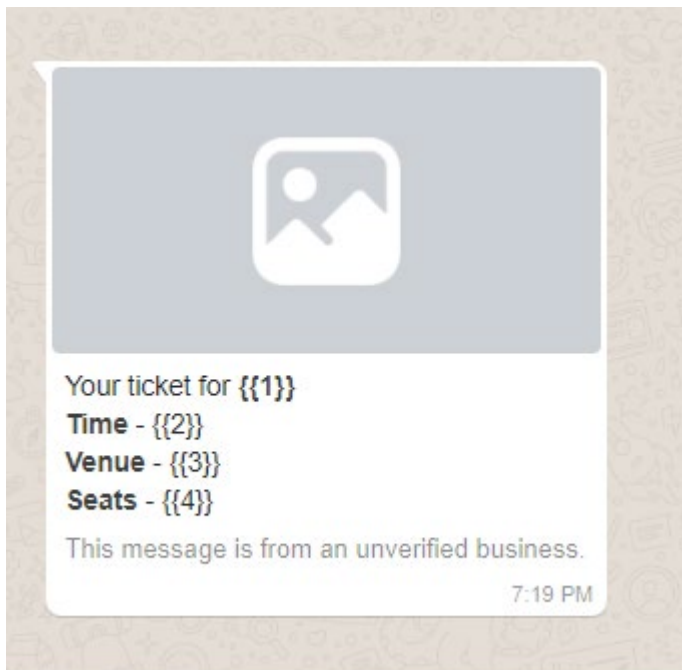 Your ticket for {{1}}
Time - {{2}}
Venue - {{3}}
Seats - {{4}}
This message is from an unverified business.
7:19 PM